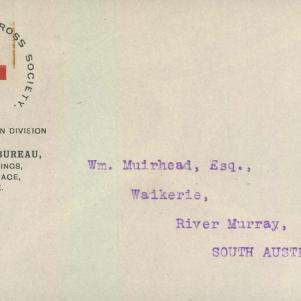 ROSS SOCIETY.
N DIVISION
BUREAU,
INGS,
ACE,
E.
Wm. Muirhead, Esq.,
Waikerie,
River Murray,
SOUTH AUST